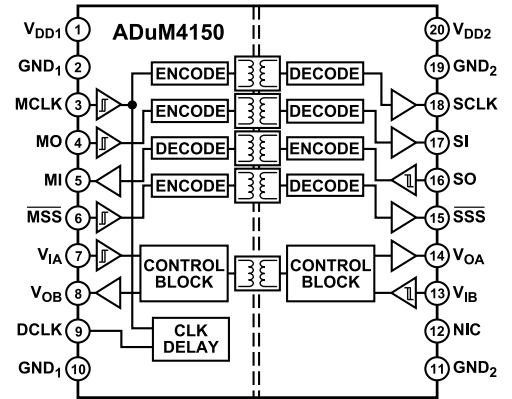 ADuM4150
VDD1 1
20 VDD2
GND1 2
19 GND2
ENCODE DECODE
MCLK 3
18 SCLK
ENCODE DECODE
MO 4
17 SI
DECODE ENCODE
MI 5
16 SO
ENCODE DECODE
MSS 6
15 SSS
VIA 7
14 VOA
CONTROL BLOCK
CONTROL BLOCK
VOB 8
13 VIB
DCLK 9
CLK DELAY
12 NIC
GND1 10
11 GND2